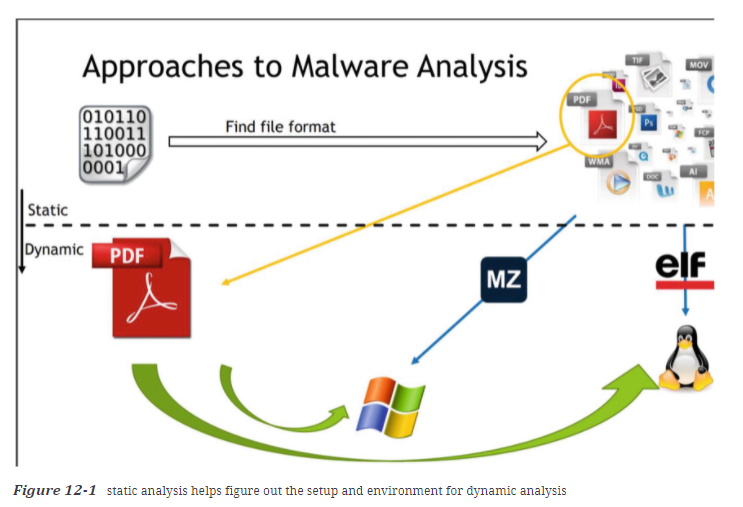 Approaches to Malware Analysis
010110
110011
101000
0001
Find file format
TIF
MOV
PDF
Ps
FCP
WMA
DOC
AI
A
Static
Dynamic
PDF
MZ
elf
Figure 12-1 static analysis helps figure out the setup and environment for dynamic analysis